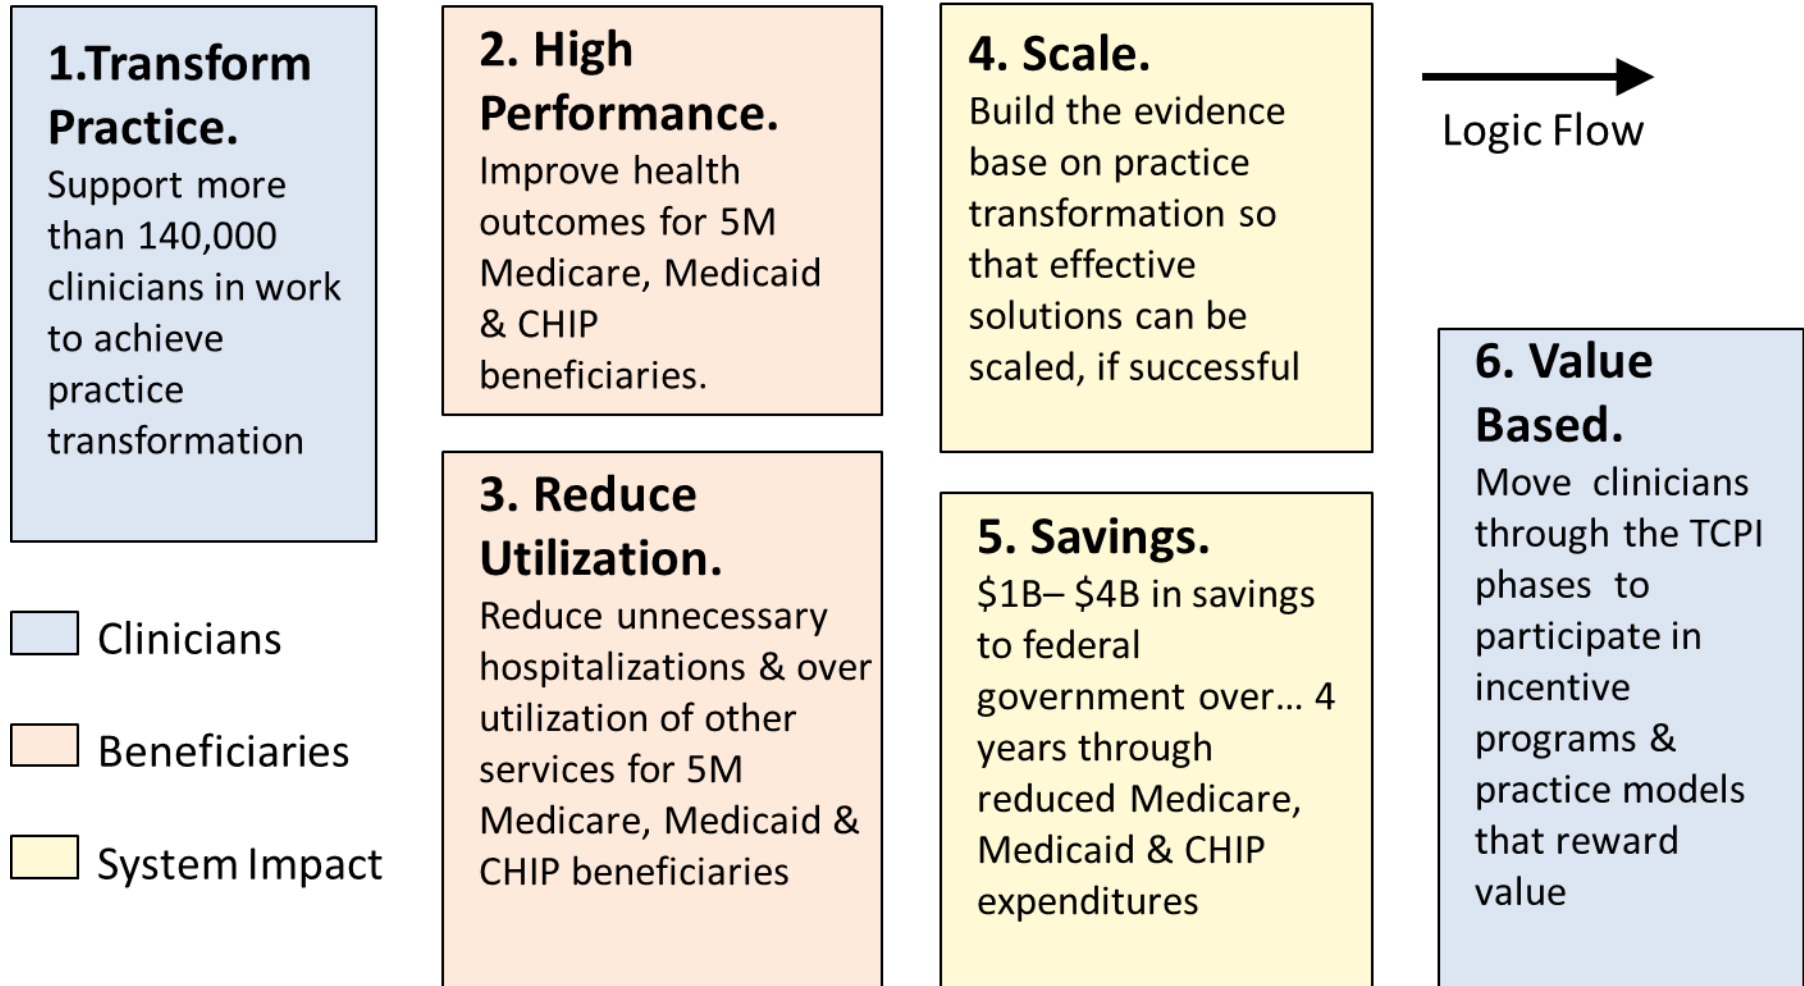 1.Transform
Practice.
Support more
than 140,000
clinicians in work
to achieve
practice
transformation
2. High
Performance.
Improve health
outcomes for 5M
Medicare, Medicaid
& CHIP
beneficiaries.
3. Reduce
Utilization.
Reduce unnecessary
hospitalizations & over
utilization of other
services for 5M
Medicare, Medicaid &
CHIP beneficiaries
4. Scale.
Build the evidence
base on practice
transformation so
that effective
solutions can be
scaled, if successful
5. Savings.
$1B– $4B in savings
to federal
government over... 4
years through
reduced Medicare,
Medicaid & CHIP
expenditures
Logic Flow
6. Value
Based.
Move clinicians
through the TCPI
phases to
participate in
incentive
programs &
practice models
that reward
value
Clinicians
Beneficiaries
System Impact